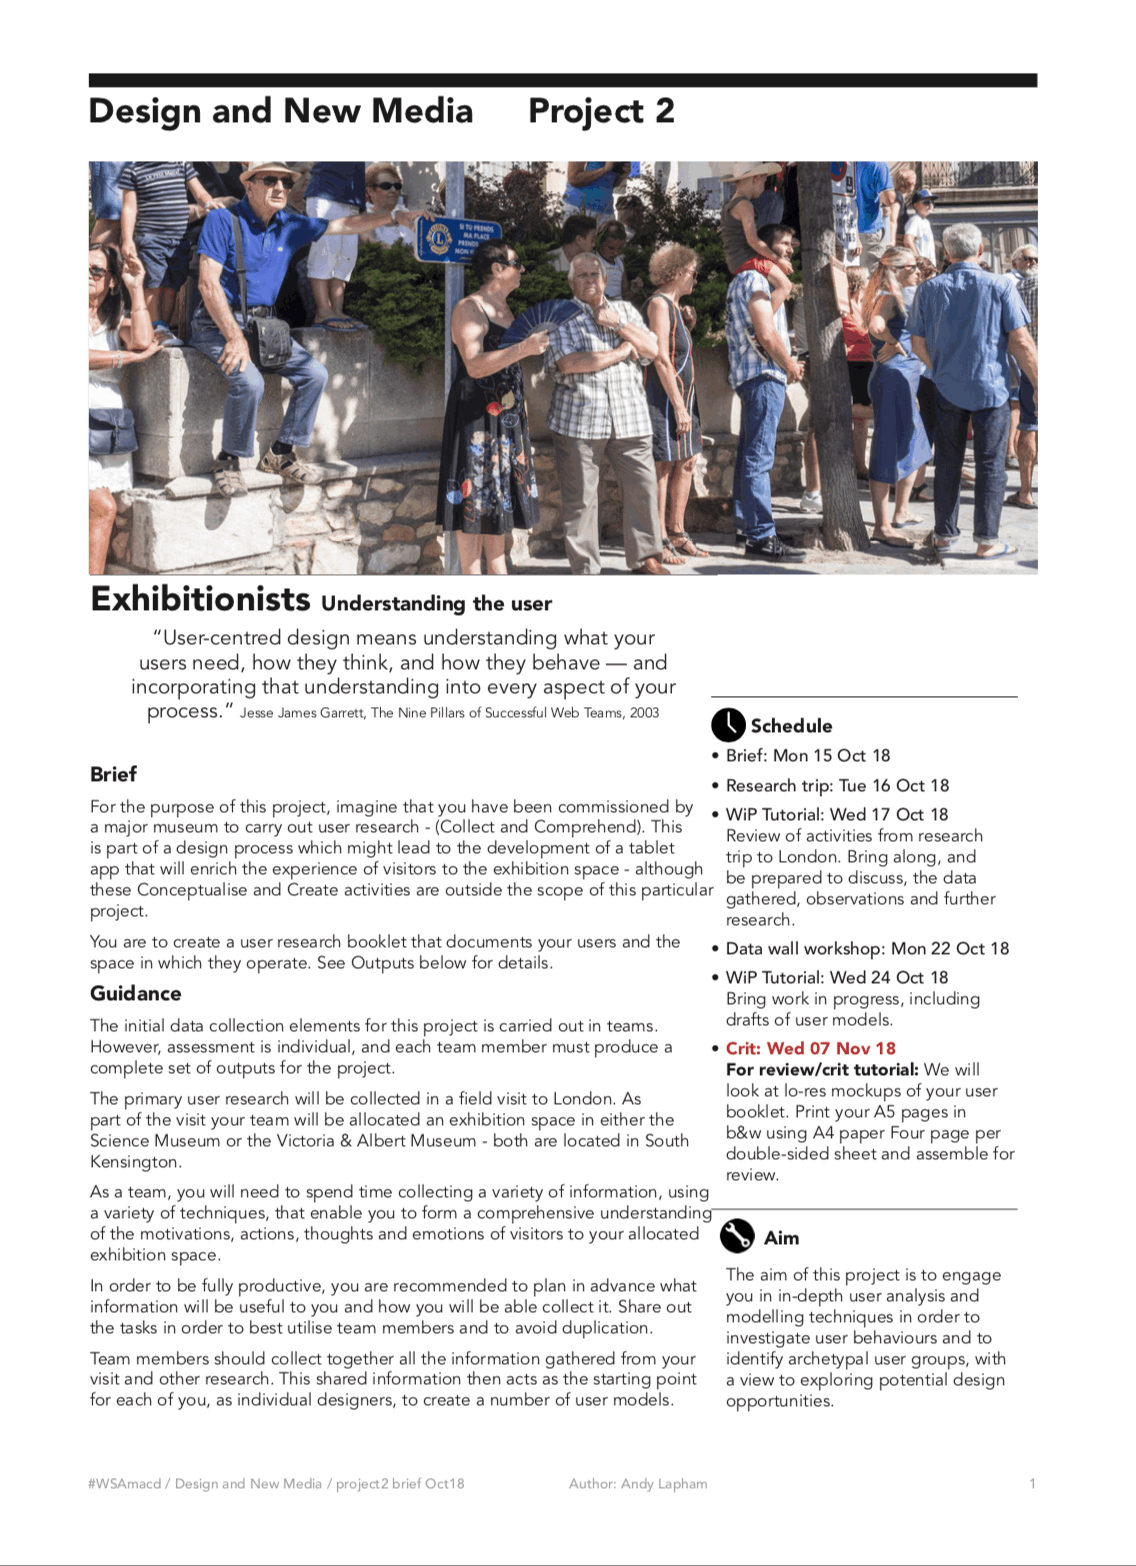 Design and New Media Project 2
SI TU PRENDS
MA PLACE
PRENDS
MON
L
Exhibitionists Understanding the user
“User-centred design means understanding what your
users need, how they think, and how they behave — and
incorporating that understanding into every aspect of your
process.” Jesse James Garrett, The Nine Pillars of Successful Web Teams, 2003
Brief
For the purpose of this project, imagine that you have been commissioned by
a major museum to carry out user research - (Collect and Comprehend). This
is part of a design process which might lead to the development of a tablet
app that will enrich the experience of visitors to the exhibition space - although
these Conceptualise and Create activities are outside the scope of this particular
project.
You are to create a user research booklet that documents your users and the
space in which they operate. See Outputs below for details.
Guidance
The initial data collection elements for this project is carried out in teams.
However, assessment is individual, and each team member must produce a
complete set of outputs for the project.
The primary user research will be collected in a field visit to London. As
part of the visit your team will be allocated an exhibition space in either the
Science Museum or the Victoria & Albert Museum - both are located in South
Kensington.
As a team, you will need to spend time collecting a variety of information, using
a variety of techniques, that enable you to form a comprehensive understanding
of the motivations, actions, thoughts and emotions of visitors to your allocated
exhibition space.
In order to be fully productive, you are recommended to plan in advance what
information will be useful to you and how you will be able collect it. Share out
the tasks in order to best utilise team members and to avoid duplication.
Team members should collect together all the information gathered from your
visit and other research. This shared information then acts as the starting point
for each of you, as individual designers, to create a number of user models.
Schedule
• Brief: Mon 15 Oct 18
• Research trip: Tue 16 Oct 18
• WiP Tutorial: Wed 17 Oct 18
Review of activities from research
trip to London. Bring along, and
be prepared to discuss, the data
gathered, observations and further
research.
• Data wall workshop: Mon 22 Oct 18
• WiP Tutorial: Wed 24 Oct 18
Bring work in progress, including
drafts of user models.
• Crit: Wed 07 Nov 18
For review/crit tutorial: We will
look at lo-res mockups of your user
booklet. Print your A5 pages in
b&w using A4 paper Four page per
double-sided sheet and assemble for
review.
Aim
The aim of this project is to engage
you in in-depth user analysis and
modelling techniques in order to
investigate user behaviours and to
identify archetypal user groups, with
a view to exploring potential design
opportunities.
#WSAmacd / Design and New Media / project2 brief Oct18 Author: Andy Lapham 1